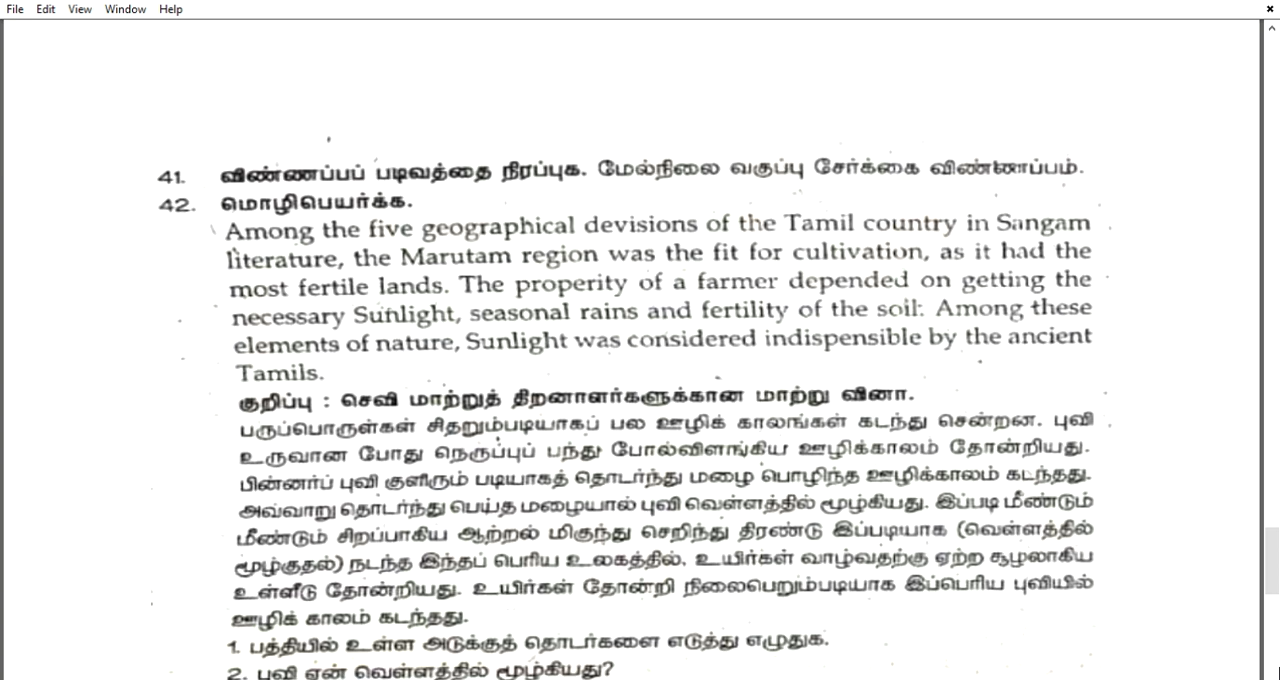 File Edit View Window Help
41. விண்ணப்பப் படிவத்தை நிரப்புக. மேல்நிலை வகுப்பு சேர்க்கை விண்ணப்பம்.
42. மொழிபெயர்க்க.
Among the five geographical devisions of the Tamil country in Sangam
literature, the Marutam region was the fit for cultivation, as it had the
most fertile lands. The properity of a farmer depended on getting the
necessary Sunlight, seasonal rains and fertility of the soil. Among these
elements of nature, Sunlight was considered indispensible by the ancient
Tamils.
குறிப்பு : செவி மாற்றுத் திறனாளர்களுக்கான மாற்று வினா.
பருப்பொருள்கள் சிதறும்படியாகப் பல ஊழிக் காலங்கள் கடந்து சென்றன. புவி
உருவான போது நெருப்புப் பந்து போல்விளங்கிய ஊழிக்காலம் தோன்றியது.
பின்னர்ப் புவி குளிரும் படியாகத் தொடர்ந்து மழை பொழிந்த ஊழிக்காலம் கடந்தது.
அவ்வாறு தொடர்ந்து பெய்த மழையால் புவி வெள்ளத்தில் மூழ்கியது. இப்படி மீண்டும்
மீண்டும் சிறப்பாகிய ஆற்றல் மிகுந்து செறிந்து திரண்டு இப்படியாக (வெள்ளத்தில்
மூழ்குதல்) நடந்த இந்தப் பெரிய உலகத்தில், உயிர்கள் வாழ்வதற்கு ஏற்ற சூழலாகிய
உள்ளீடு தோன்றியது. உயிர்கள் தோன்றி நிலைபெறும்படியாக இப்பெரிய புவியில்
ஊழிக் காலம் கடந்தது.
1. பத்தியில் உள்ள அடுக்குத் தொடர்களை எடுத்து எழுதுக.
2. புவி ஏன் வெள்ளத்தில் மூழ்கியது?